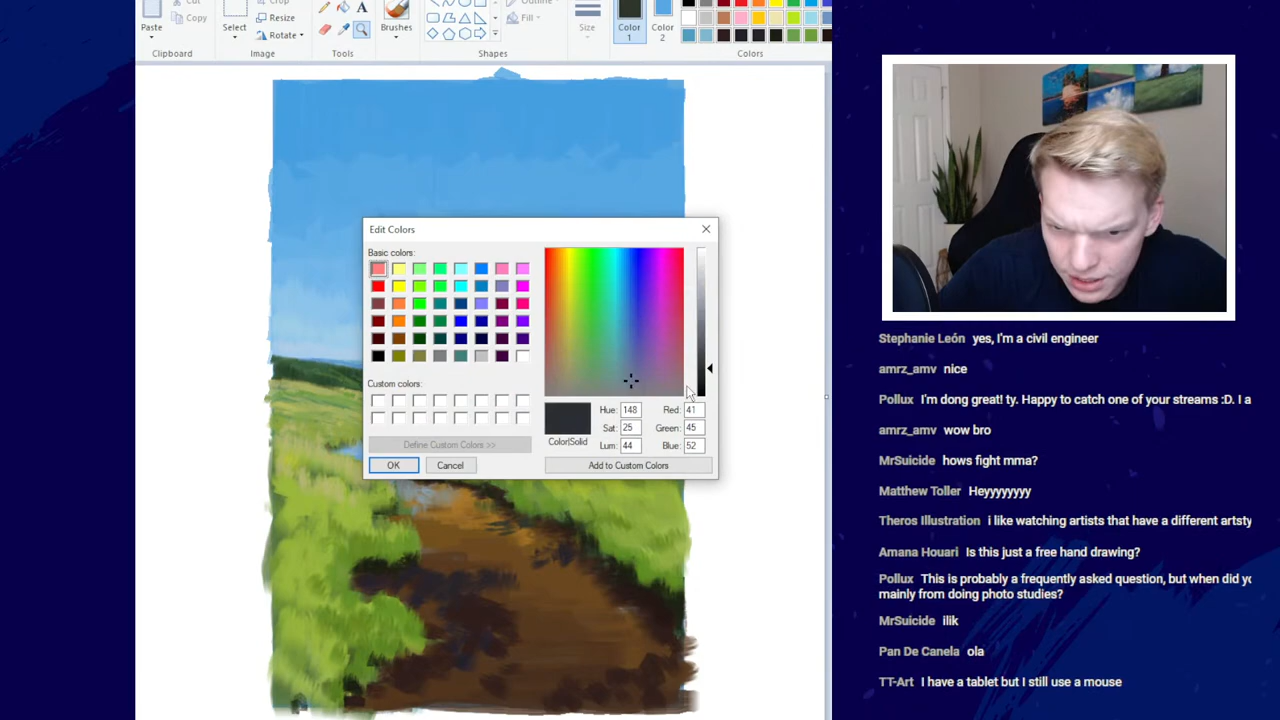 Crop
Outline
Paste
Copy
Select
Resize
Rotate
A
Brushes
Fill
Size
Color 1
Color 2
Clipboard
Image
Tools
Shapes
Colors
Edit Colors
Basic colors:
Custom colors:
Define Custom Colors >>
OK
Cancel
Color|Solid
Hue: 148
Sat: 25
Lum: 44
Red: 41
Green: 45
Blue: 52
Add to Custom Colors
Stephanie León yes, I'm a civil engineer
amrz_amv nice
Pollux I'm dong great! ty. Happy to catch one of your streams :D. I a
amrz_amv wow bro
MrSuicide hows fight mma?
Matthew Toller Heyyyyyyy
Theros Illustration i like watching artists that have a different artsty
Amana Houari Is this just a free hand drawing?
Pollux This is probably a frequently asked question, but when did yo
mainly from doing photo studies?
MrSuicide ilik
Pan De Canela ola
TT-Art I have a tablet but I still use a mouse